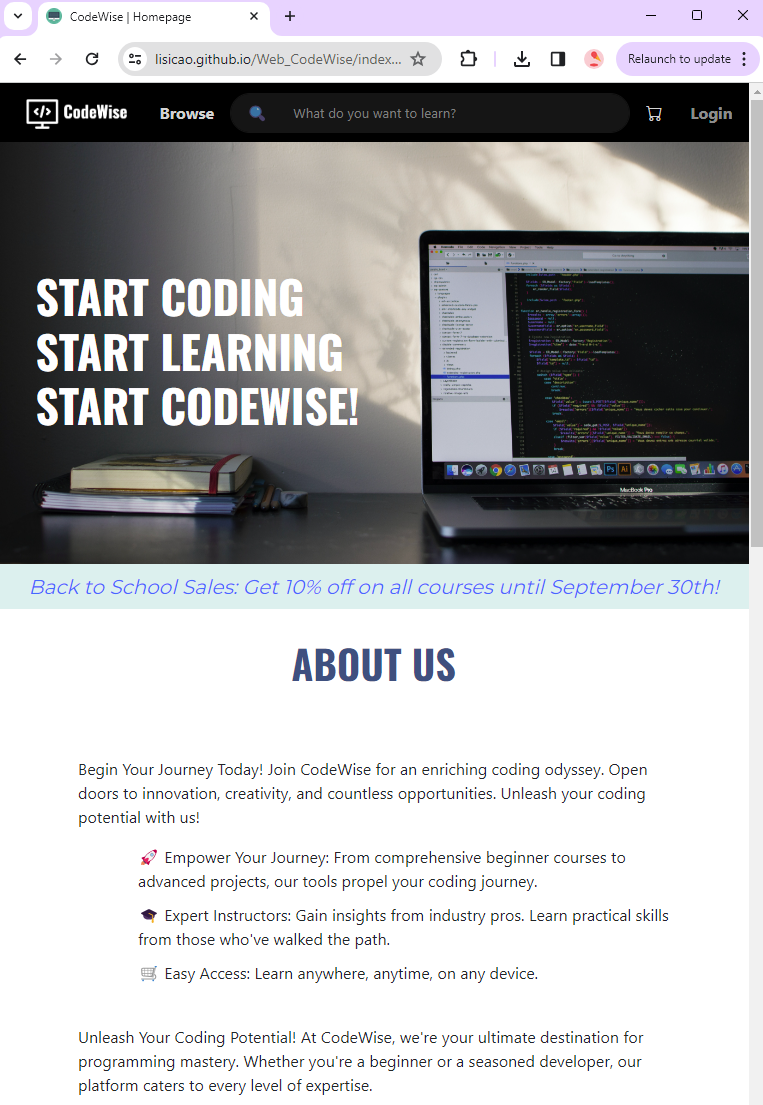 CodeWise | Homepage
lisicao.github.io/Web_CodeWise/index...
Relaunch to update
CodeWise
Browse
What do you want to learn?
Login
START CODING
START LEARNING
START CODEWISE!
MacBook Pro
Back to School Sales: Get 10% off on all courses until September 30th!
ABOUT US
Begin Your Journey Today! Join CodeWise for an enriching coding odyssey. Open
doors to innovation, creativity, and countless opportunities. Unleash your coding
potential with us!
🚀 Empower Your Journey: From comprehensive beginner courses to
advanced projects, our tools propel your coding journey.
🎓 Expert Instructors: Gain insights from industry pros. Learn practical skills
from those who've walked the path.
🛒 Easy Access: Learn anywhere, anytime, on any device.
Unleash Your Coding Potential! At CodeWise, we're your ultimate destination for
programming mastery. Whether you're a beginner or a seasoned developer, our
platform caters to every level of expertise.